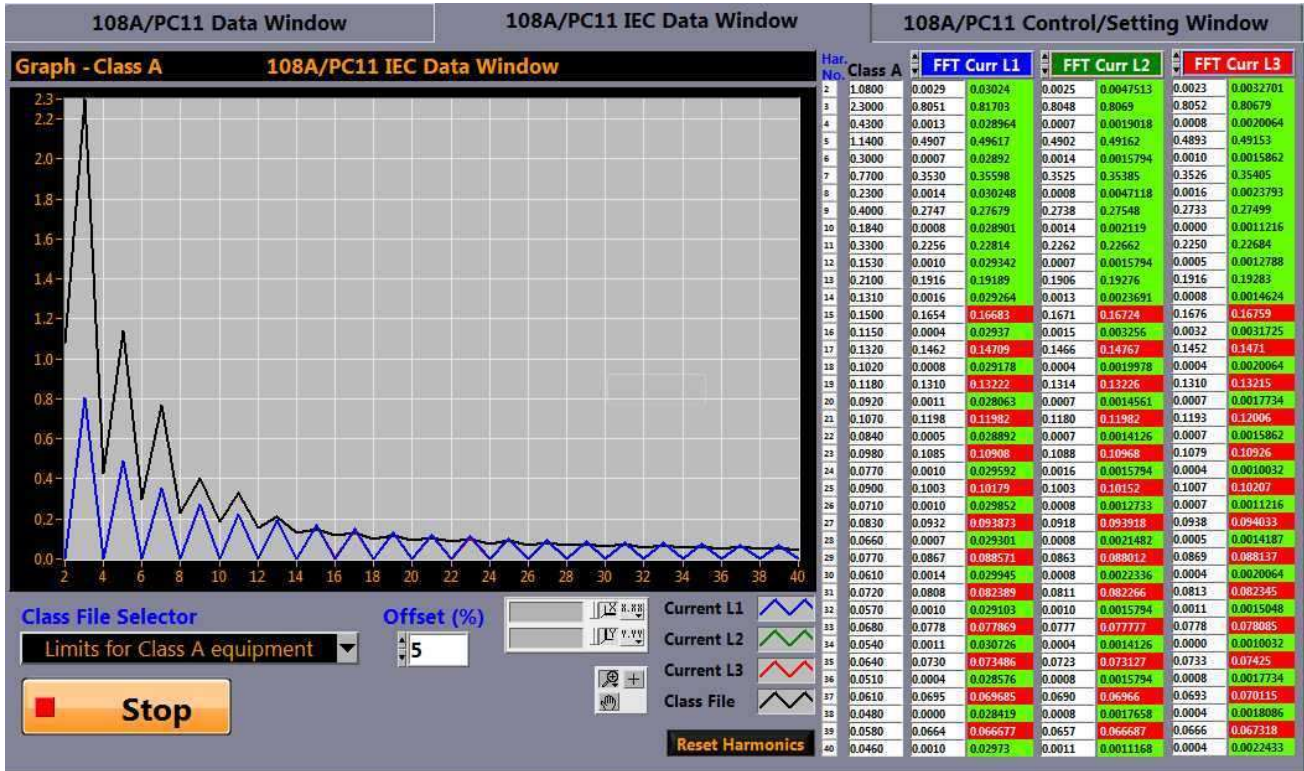 108A/PC11 Data Window
108A/PC11 IEC Data Window
108A/PC11 Control/Setting Window
Graph - Class A 108A/PC11 IEC Data Window
2.3
2.2
2.0
1.8
1.6
1.4
1.2
1.0
0.8
0.6
0.4
0.2
0.0
2 4 6 8 10 12 14 16 18 20 22 24 26 28 30 32 34 36 38 40
Class File Selector
Limits for Class A equipment
Offset (%)
5
Stop
X x.xx
Y y.yy
Current L1
Current L2
Current L3
Class File
Reset Harmonics
Har. No. Class A FFT Curr L1 FFT Curr L2 FFT Curr L3
2 1.0800 0.0029 0.03024 0.0025 0.0047513 0.0023 0.0032701
3 2.3000 0.8051 0.81703 0.8048 0.8069 0.8052 0.80679
4 0.4300 0.0013 0.028964 0.0007 0.0019018 0.0008 0.0020064
5 1.1400 0.4907 0.49617 0.4902 0.49162 0.4893 0.49153
6 0.3000 0.0007 0.02892 0.0014 0.0015794 0.0010 0.0015862
7 0.7700 0.3530 0.35598 0.3525 0.35385 0.3526 0.35405
8 0.2300 0.0014 0.030248 0.0008 0.0047118 0.0016 0.0023793
9 0.4000 0.2747 0.27679 0.2738 0.27548 0.2733 0.27499
10 0.1840 0.0008 0.028901 0.0014 0.002119 0.0000 0.0011216
11 0.3300 0.2256 0.22814 0.2262 0.22662 0.2250 0.22684
12 0.1530 0.0010 0.029342 0.0007 0.0015794 0.0005 0.0012788
13 0.2100 0.1916 0.19189 0.1906 0.19276 0.1916 0.19283
14 0.1310 0.0016 0.029264 0.0013 0.0023691 0.0008 0.0014624
15 0.1500 0.1654 0.16683 0.1671 0.16724 0.1676 0.16759
16 0.1150 0.0004 0.02937 0.0015 0.003256 0.0032 0.0031725
17 0.1320 0.1462 0.14709 0.1466 0.14767 0.1452 0.1471
18 0.1020 0.0008 0.029178 0.0004 0.0019978 0.0004 0.0020064
19 0.1180 0.1310 0.13222 0.1314 0.13226 0.1310 0.13215
20 0.0920 0.0011 0.028063 0.0007 0.0014561 0.0007 0.0017734
21 0.1070 0.1198 0.11982 0.1180 0.11982 0.1193 0.12006
22 0.0840 0.0005 0.028892 0.0007 0.0014126 0.0007 0.0015862
23 0.0980 0.1085 0.10908 0.1088 0.10968 0.1079 0.10926
24 0.0770 0.0010 0.029592 0.0016 0.0015794 0.0004 0.0010032
25 0.0900 0.1003 0.10179 0.1003 0.10152 0.1007 0.10207
26 0.0710 0.0010 0.029852 0.0008 0.0012733 0.0007 0.0011216
27 0.0830 0.0932 0.093873 0.0918 0.093918 0.0938 0.094033
28 0.0660 0.0007 0.029301 0.0008 0.0021482 0.0005 0.0014187
29 0.0770 0.0867 0.088571 0.0863 0.088012 0.0869 0.088137
30 0.0610 0.0014 0.029945 0.0008 0.0022336 0.0004 0.0020064
31 0.0720 0.0808 0.082389 0.0811 0.082266 0.0813 0.082345
32 0.0570 0.0010 0.029103 0.0010 0.0015794 0.0011 0.0015048
33 0.0680 0.0778 0.077869 0.0777 0.077777 0.0778 0.078085
34 0.0540 0.0011 0.030726 0.0004 0.0014126 0.0000 0.0010032
35 0.0640 0.0730 0.073486 0.0723 0.073127 0.0733 0.07425
36 0.0510 0.0004 0.028576 0.0008 0.0015794 0.0008 0.0017734
37 0.0610 0.0695 0.069685 0.0690 0.06966 0.0693 0.070115
38 0.0480 0.0000 0.028419 0.0008 0.0017658 0.0004 0.0018086
39 0.0580 0.0664 0.066677 0.0657 0.066687 0.0666 0.067318
40 0.0460 0.0010 0.02973 0.0011 0.0011168 0.0004 0.0022433